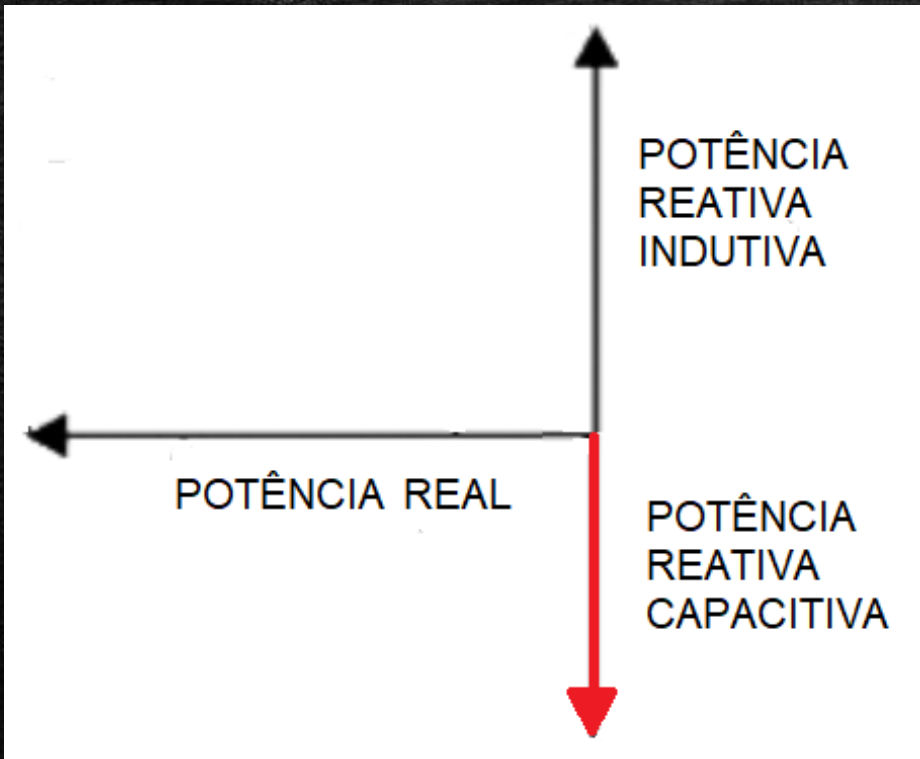 POTÊNCIA
REATIVA
INDUTIVA
POTÊNCIA REAL
POTÊNCIA
REATIVA
CAPACITIVA